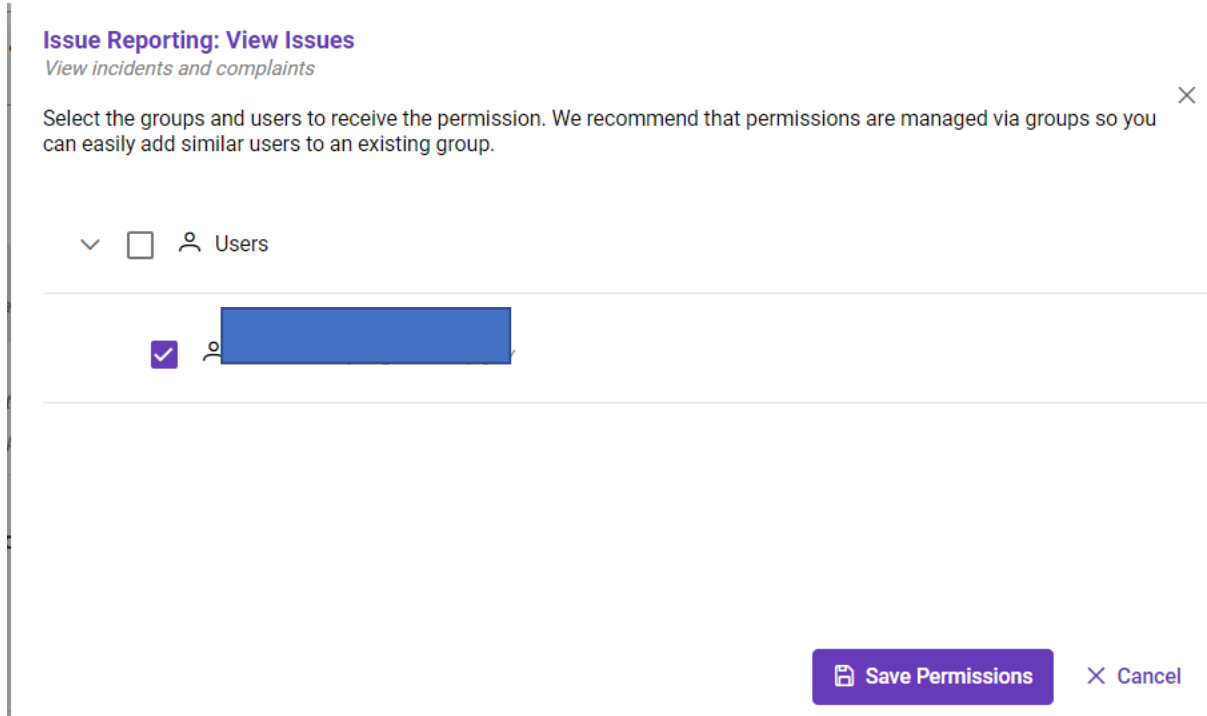 Issue Reporting: View Issues
View incidents and complaints
Select the groups and users to receive the permission. We recommend that permissions are managed via groups so you
can easily add similar users to an existing group.
Users
Save Permissions
Cancel